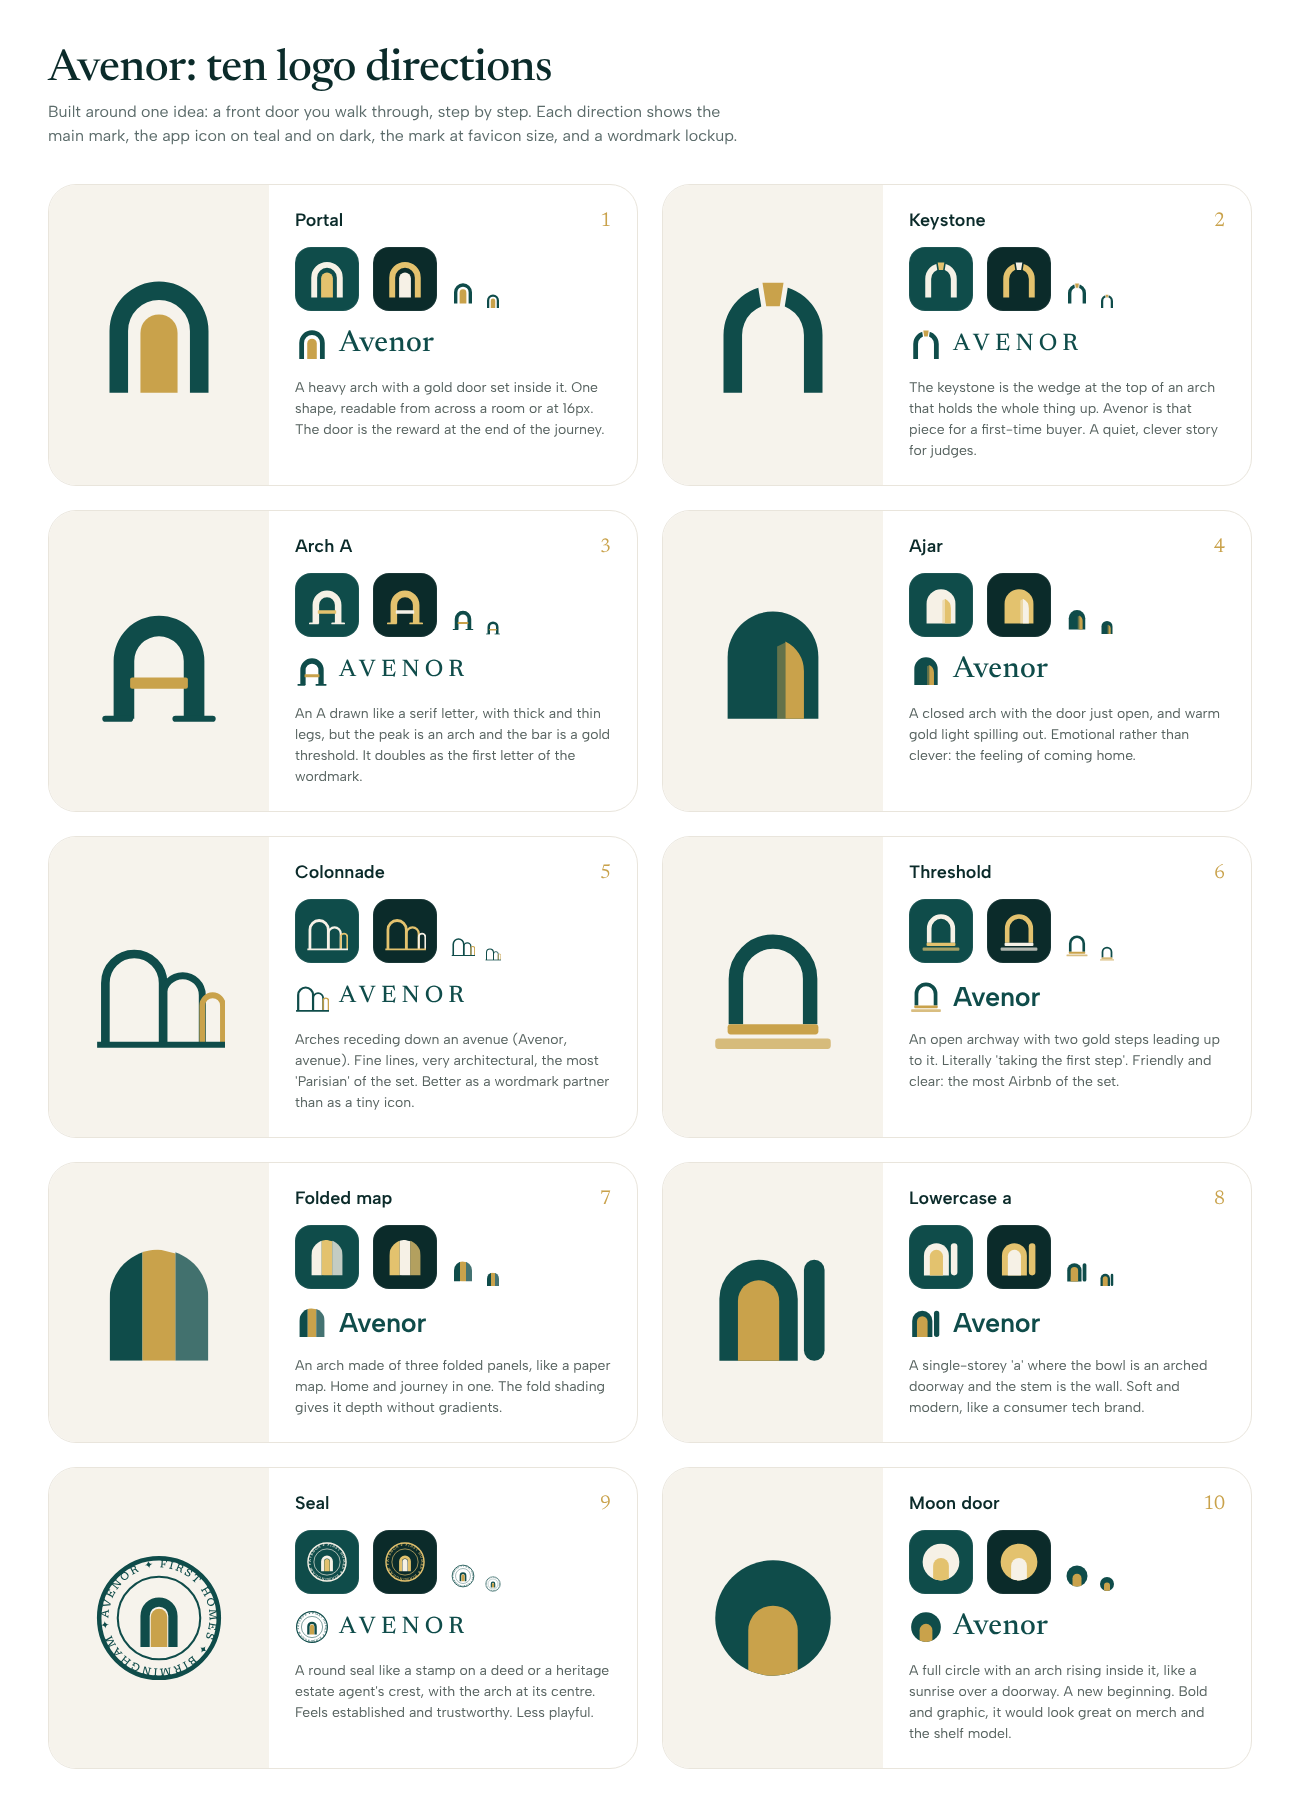 Avenor: ten logo directions
Built around one idea: a front door you walk through, step by step. Each direction shows the
main mark, the app icon on teal and on dark, the mark at favicon size, and a wordmark lockup.
Portal
1
Avenor
A heavy arch with a gold door set inside it. One
shape, readable from across a room or at 16px.
The door is the reward at the end of the journey.
Keystone
2
AVENOR
The keystone is the wedge at the top of an arch
that holds the whole thing up. Avenor is that
piece for a first-time buyer. A quiet, clever story
for judges.
Arch A
3
AVENOR
An A drawn like a serif letter, with thick and thin
legs, but the peak is an arch and the bar is a gold
threshold. It doubles as the first letter of the
wordmark.
Ajar
4
Avenor
A closed arch with the door just open, and warm
gold light spilling out. Emotional rather than
clever: the feeling of coming home.
Colonnade
5
AVENOR
Arches receding down an avenue (Avenor,
avenue). Fine lines, very architectural, the most
'Parisian' of the set. Better as a wordmark partner
than as a tiny icon.
Threshold
6
Avenor
An open archway with two gold steps leading up
to it. Literally 'taking the first step'. Friendly and
clear: the most Airbnb of the set.
Folded map
7
Avenor
An arch made of three folded panels, like a paper
map. Home and journey in one. The fold shading
gives it depth without gradients.
Lowercase a
8
Avenor
A single-storey 'a' where the bowl is an arched
doorway and the stem is the wall. Soft and
modern, like a consumer tech brand.
AVENOR ✦ FIRST HOMES ✦ BIRMINGHAM ✦
Seal
9
AVENOR
A round seal like a stamp on a deed or a heritage
estate agent's crest, with the arch at its centre.
Feels established and trustworthy. Less playful.
Moon door
10
Avenor
A full circle with an arch rising inside it, like a
sunrise over a doorway. A new beginning. Bold
and graphic, it would look great on merch and
the shelf model.